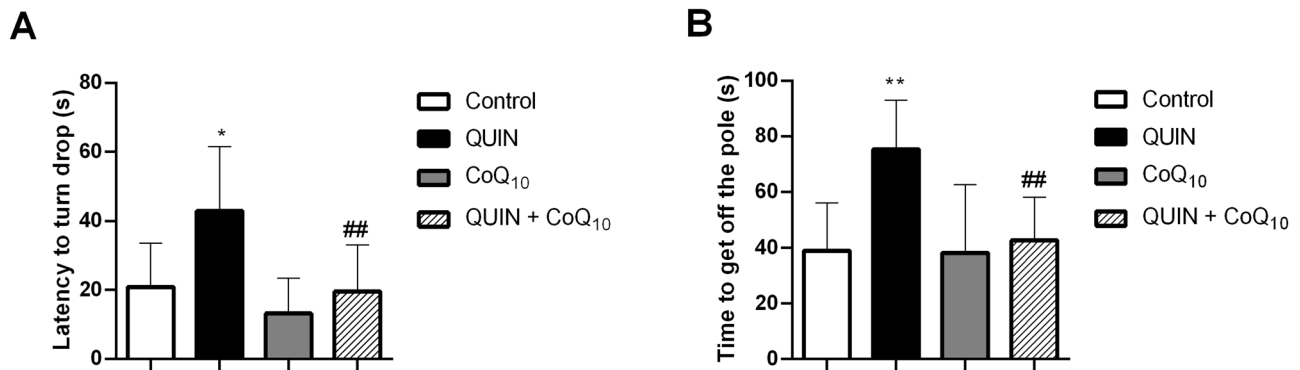 A
Latency to turn drop (s)
80
60
40
20
0
*
##
Control
QUIN
CoQ₁₀
QUIN + CoQ₁₀
B
Time to get off the pole (s)
100
80
60
40
20
0
**
##
Control
QUIN
CoQ₁₀
QUIN + CoQ₁₀